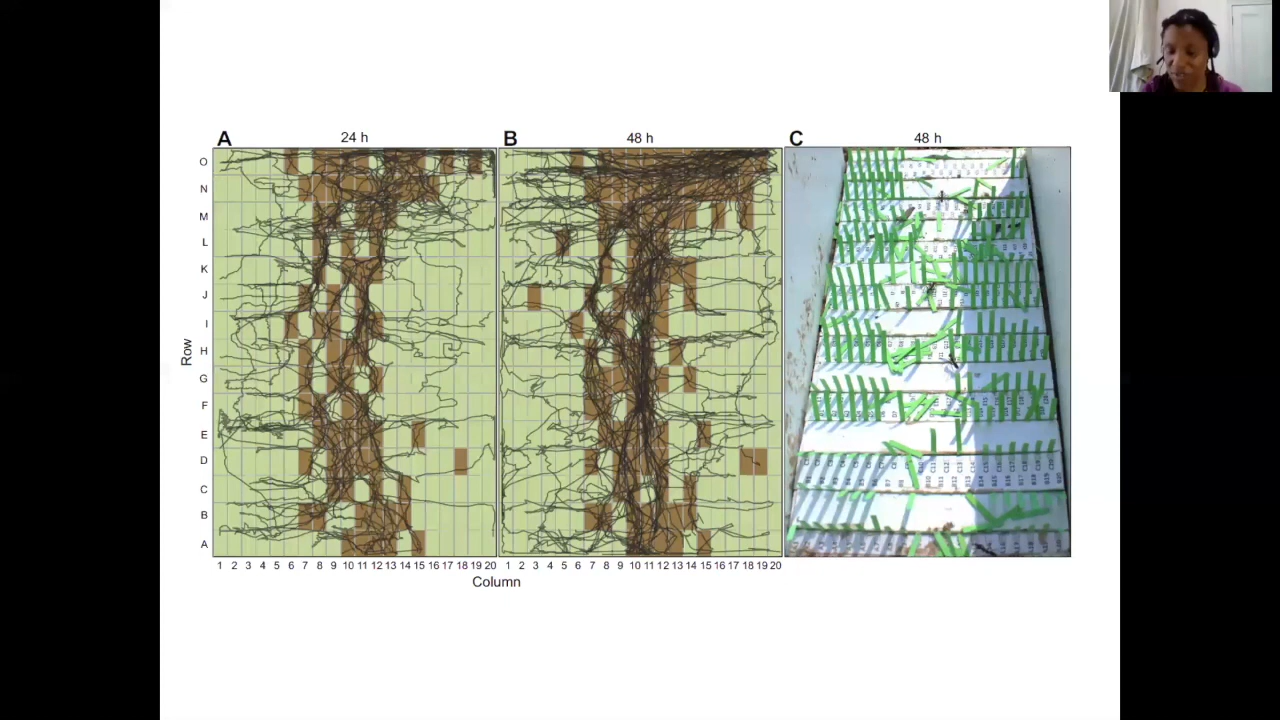 A 24 h B 48 h C 48 h
O
N
M
L
K
J
I
H
G
F
E
D
C
B
A
Row
1 2 3 4 5 6 7 8 9 10 11 12 13 14 15 16 17 18 19 20 1 2 3 4 5 6 7 8 9 10 11 12 13 14 15 16 17 18 19 20
Column